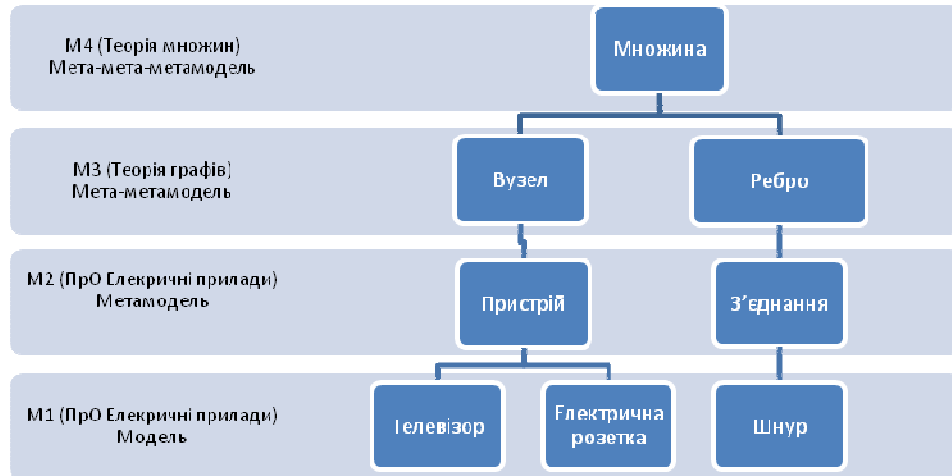 М4 (Теорія множин)
Мета-мета-метамодель
Множина
М3 (Теорія графів)
Мета-метамодель
Вузел
Ребро
М2 (ПрО Елекричні прилади)
Метамодель
Пристрій
З’єднання
М1 (ПрО Елекричні прилади)
Модель
Телевізор
Електрична
розетка
Шнур